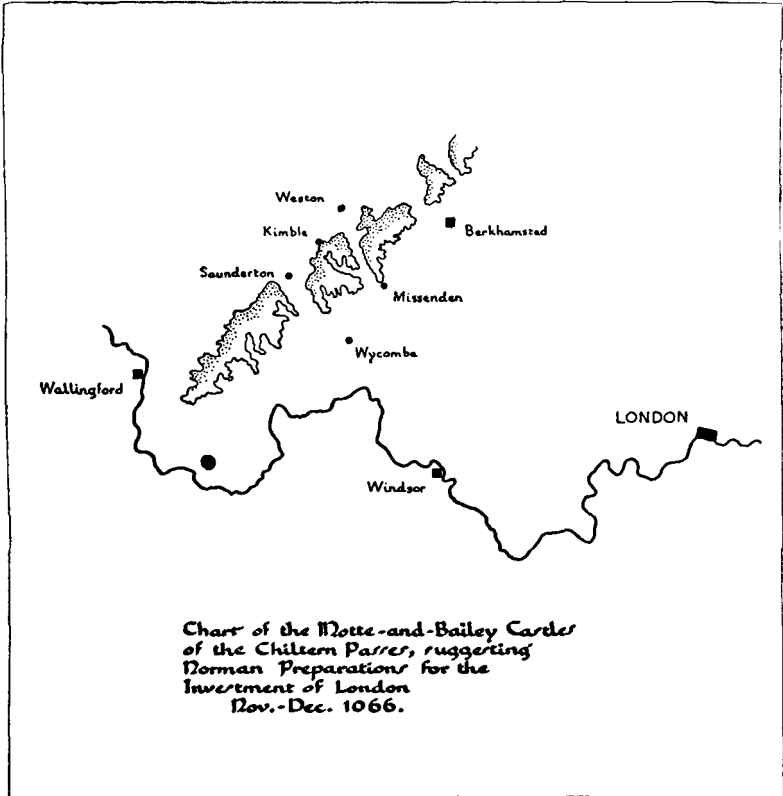 Weston
Kimble
Berkhamsted
Saunderton
Missenden
Wycombe
Wallingford
LONDON
Windsor
Chart of the Motte-and-Bailey Castles
of the Chiltern Passes, suggesting
Norman Preparations for the
Investment of London
Nov.-Dec. 1066.